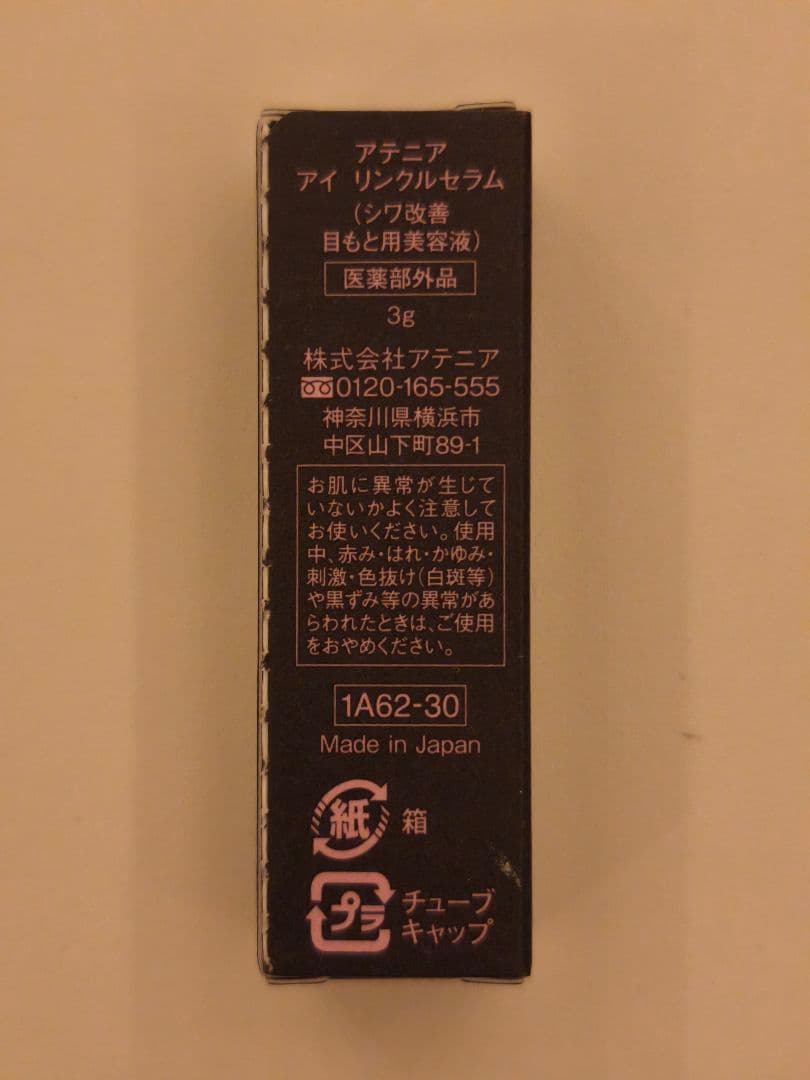 アテニア
アイ リンクルセラム
(シワ改善
目もと用美容液)
医薬部外品
3g
株式会社アテニア
0120-165-555
神奈川県横浜市
中区山下町89-1
お肌に異常が生じて
いないかよく注意して
お使いください。使用
中、赤み・はれ・かゆみ・
刺激・色抜け(白斑等)
や黒ずみ等の異常があ
らわれたときは、ご使用
をおやめください。
1A62-30
Made in Japan
紙 箱
プラ チューブ
キャップ